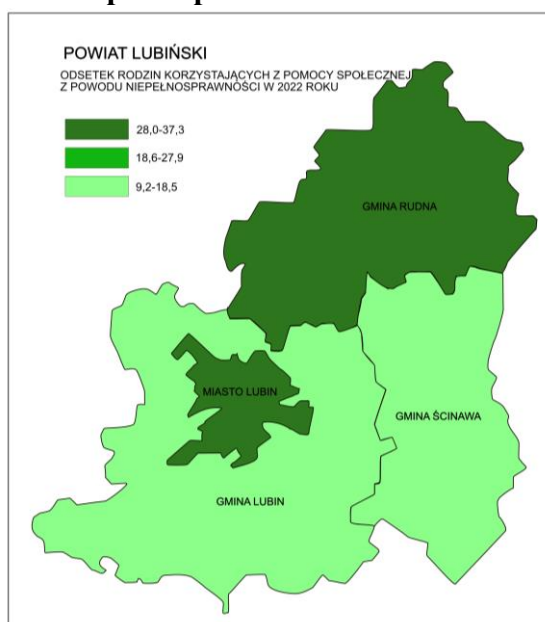 POWIAT LUBIŃSKI
ODSETEK RODZIN KORZYSTAJĄCYCH Z POMOCY SPOŁECZNEJ
Z POWODU NIEPEŁNOSPRAWNOŚCI W 2022 ROKU
28,0-37,3
18,6-27,9
9,2-18,5
GMINA RUDNA
MIASTO LUBIN
GMINA ŚCINAWA
GMINA LUBIN